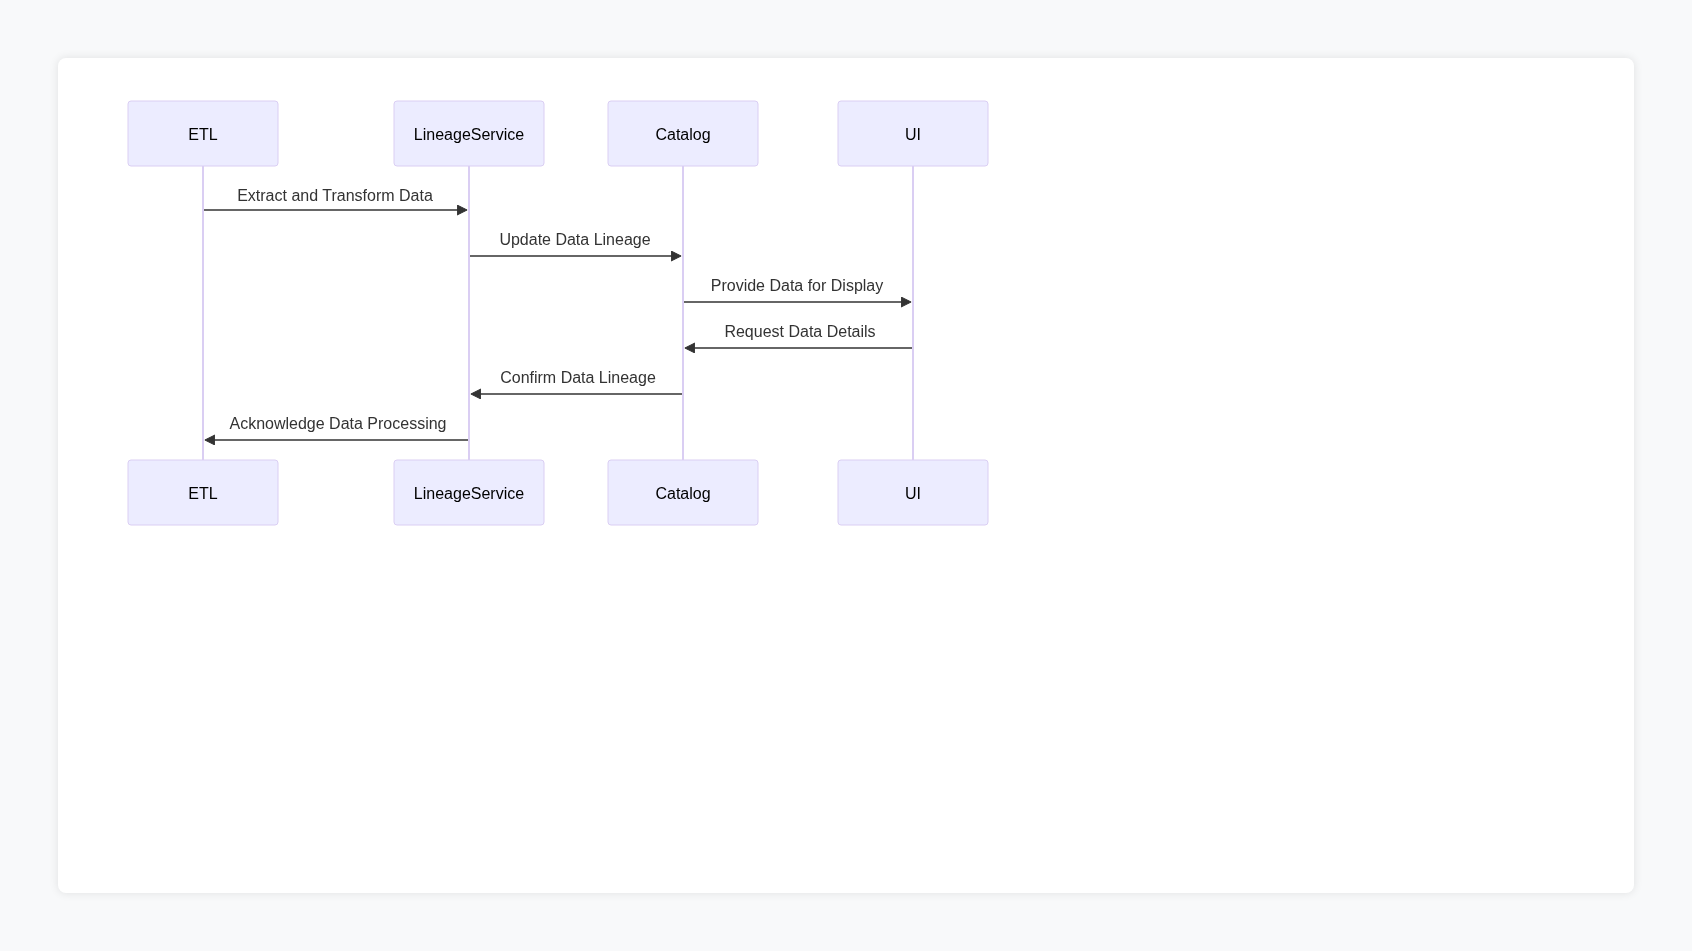 ETL
LineageService
Catalog
UI
Extract and Transform Data
Update Data Lineage
Provide Data for Display
Request Data Details
Confirm Data Lineage
Acknowledge Data Processing
ETL
LineageService
Catalog
UI